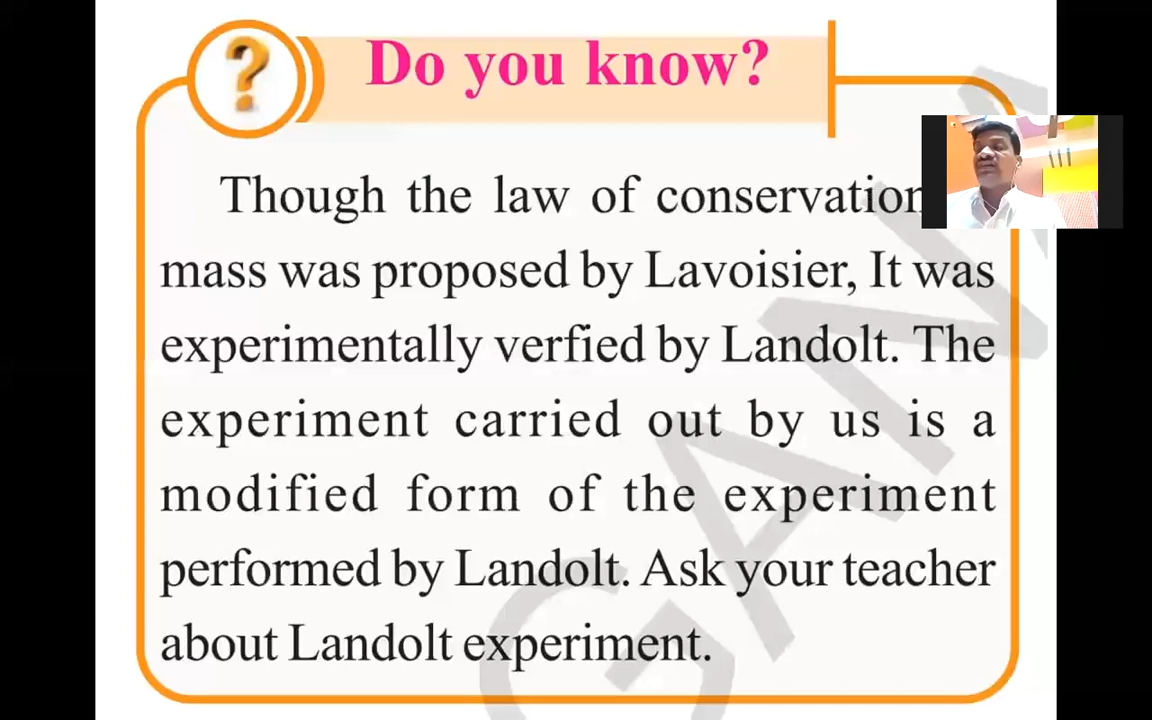 Do you know?
Though the law of conservation
mass was proposed by Lavoisier, It was
experimentally verfied by Landolt. The
experiment carried out by us is a
modified form of the experiment
performed by Landolt. Ask your teacher
about Landolt experiment.